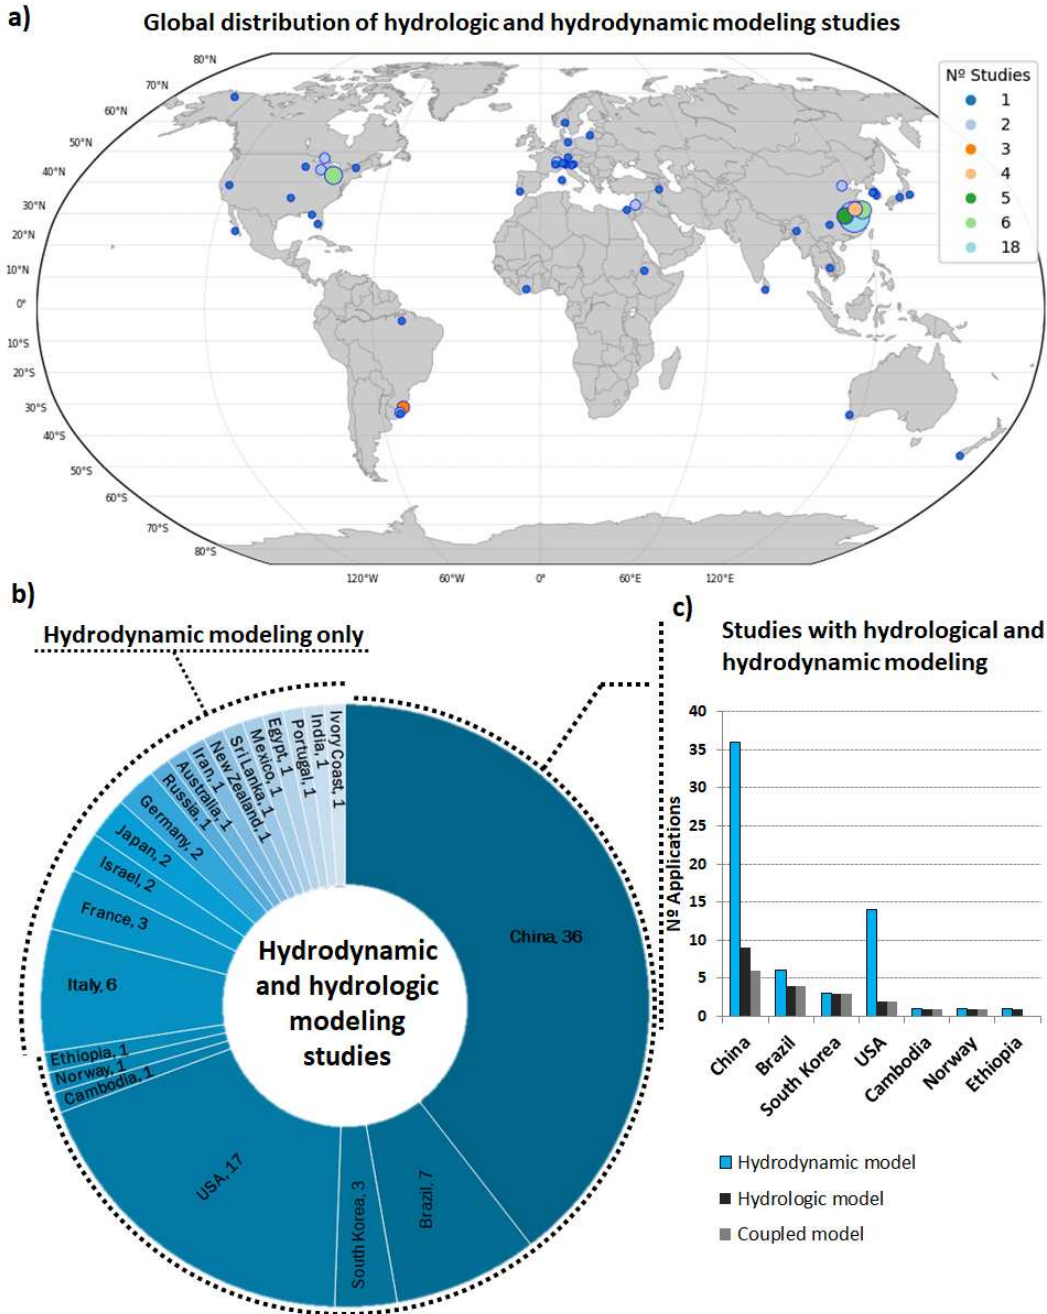 a)
Global distribution of hydrologic and hydrodynamic modeling studies
80°N
70°N
60°N
50°N
40°N
30°N
20°N
10°N
0°
10°S
20°S
30°S
40°S
50°S
60°S
70°S
80°S
120°W
60°W
0°
60°E
120°E
Nº Studies
1
2
3
4
5
6
18
b)
Hydrodynamic modeling only
China, 36
Brazil, 7
South Korea, 3
USA, 17
Cambodia, 1
Norway, 1
Ethiopia, 1
Italy, 6
France, 3
Israel, 2
Japan, 2
Germany, 2
Russia, 1
Australia, 1
Iran, 1
New Zealand, 1
Sri Lanka, 1
Mexico, 1
Egypt, 1
Portugal, 1
India, 1
Ivory Coast, 1
Hydrodynamic
and hydrologic
modeling
studies
c)
Studies with hydrological and
hydrodynamic modeling
Nº Applications
40
35
30
25
20
15
10
5
0
China
Brazil
South Korea
USA
Cambodia
Norway
Ethiopia
Hydrodynamic model
Hydrologic model
Coupled model